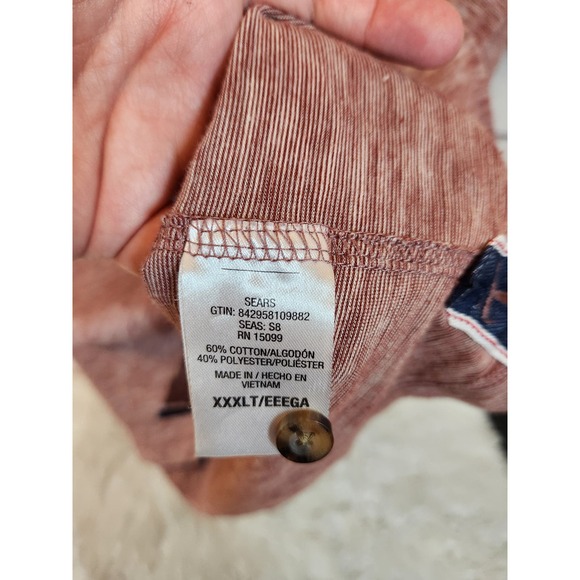 SEARS
GTIN: 842958109882
SEAS: S8
RN 15099
60% COTTON/ALGODÓN
40% POLYESTER/POLIÉSTER
MADE IN / HECHO EN
VIETNAM
XXXLT/EEEGA